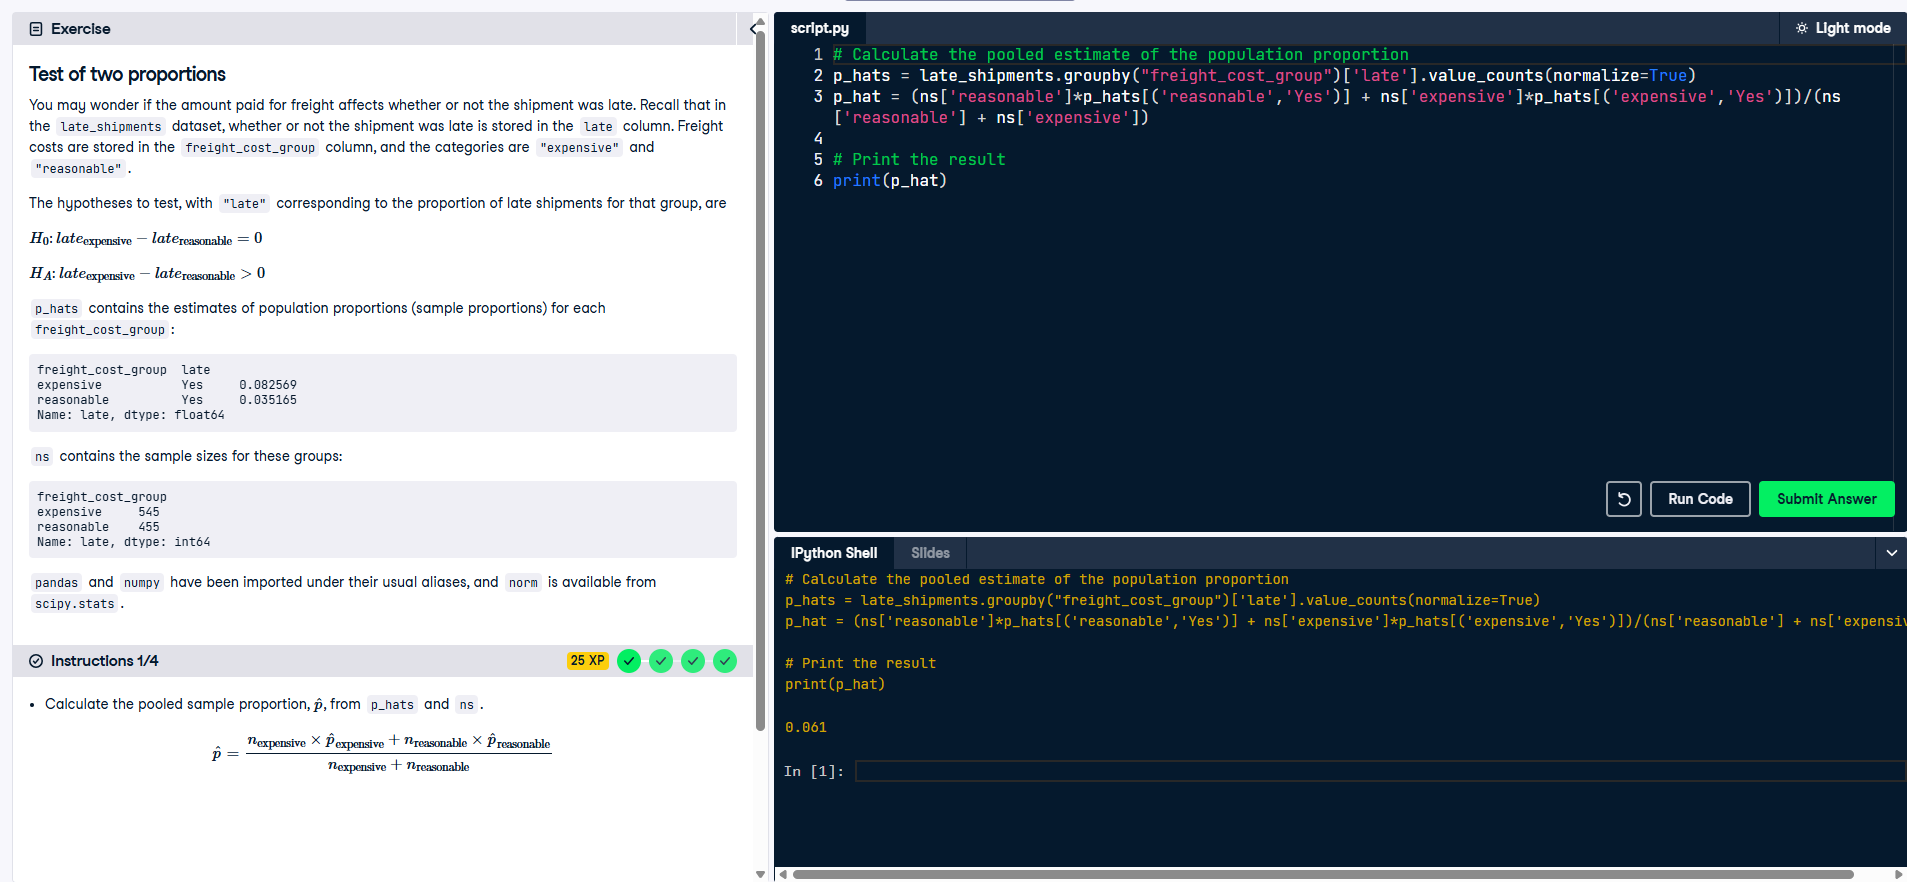 Exercise
Test of two proportions
You may wonder if the amount paid for freight affects whether or not the shipment was late. Recall that in
the late_shipments dataset, whether or not the shipment was late is stored in the late column. Freight
costs are stored in the freight_cost_group column, and the categories are "expensive" and
"reasonable".
The hypotheses to test, with "late" corresponding to the proportion of late shipments for that group, are
H₀: late_expensive − late_reasonable = 0
H_A: late_expensive − late_reasonable > 0
p_hats contains the estimates of population proportions (sample proportions) for each
freight_cost_group:
freight_cost_group  late
expensive           Yes     0.082569
reasonable          Yes     0.035165
Name: late, dtype: float64
ns contains the sample sizes for these groups:
freight_cost_group
expensive     545
reasonable    455
Name: late, dtype: int64
pandas and numpy have been imported under their usual aliases, and norm is available from
scipy.stats.
Instructions 1/4
25 XP
• Calculate the pooled sample proportion, p̂, from p_hats and ns.
p̂ = (n_expensive × p̂_expensive + n_reasonable × p̂_reasonable) / (n_expensive + n_reasonable)
script.py
Light mode
1 # Calculate the pooled estimate of the population proportion
2 p_hats = late_shipments.groupby("freight_cost_group")['late'].value_counts(normalize=True)
3 p_hat = (ns['reasonable']*p_hats[('reasonable','Yes')] + ns['expensive']*p_hats[('expensive','Yes')])/(ns
['reasonable'] + ns['expensive'])
4
5 # Print the result
6 print(p_hat)
Run Code
Submit Answer
IPython Shell
Slides
# Calculate the pooled estimate of the population proportion
p_hats = late_shipments.groupby("freight_cost_group")['late'].value_counts(normalize=True)
p_hat = (ns['reasonable']*p_hats[('reasonable','Yes')] + ns['expensive']*p_hats[('expensive','Yes')])/(ns['reasonable'] + ns['expensiv
# Print the result
print(p_hat)
0.061
In [1]: